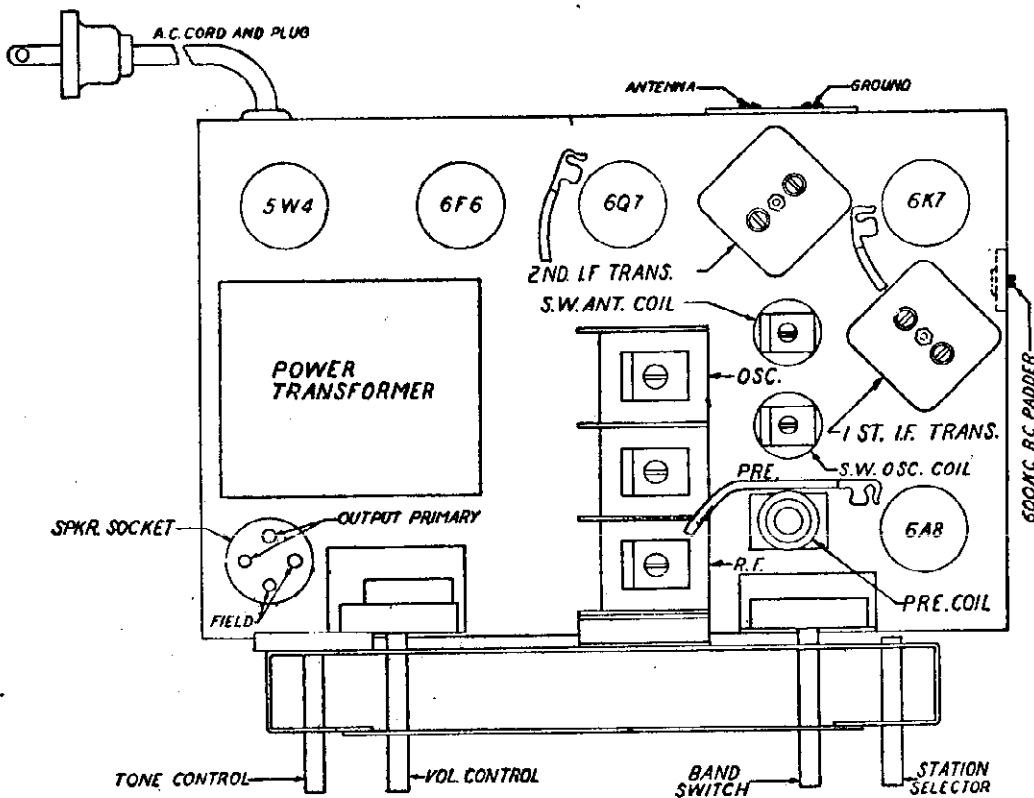 A.C. CORD AND PLUG
ANTENNA
GROUND
5W4
6F6
6Q7
6K7
2ND. I.F TRANS.
S.W. ANT. COIL
POWER
TRANSFORMER
OSC.
600KC. B.C. PADDER
1 ST. I.F. TRANS.
S.W. OSC. COIL
PRE.
SPKR. SOCKET
OUTPUT PRIMARY
6A8
R.F.
FIELD
PRE. COIL
TONE CONTROL
VOL. CONTROL
BAND
SWITCH
STATION
SELECTOR